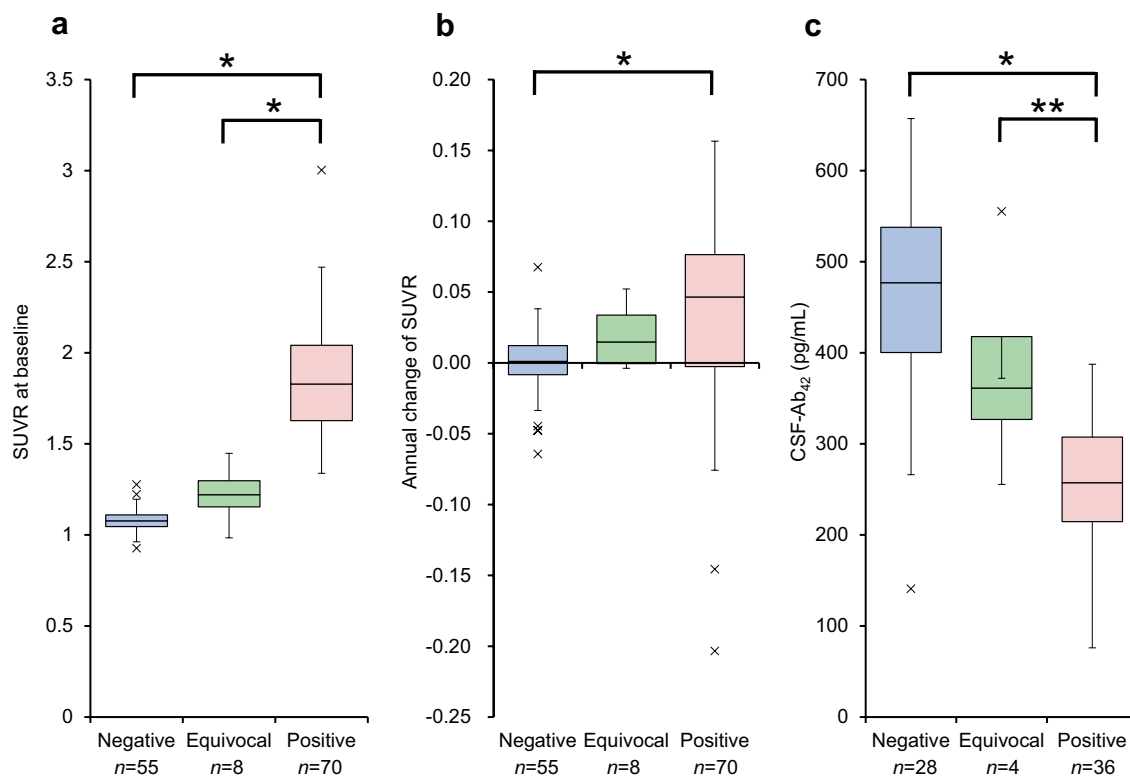 a
*
*
SUVR at baseline
3.5
3
2.5
2
1.5
1
0.5
0
Negative Equivocal Positive
n=55 n=8 n=70
b
*
Annual change of SUVR
0.20
0.15
0.10
0.05
0.00
-0.05
-0.10
-0.15
-0.20
-0.25
Negative Equivocal Positive
n=55 n=8 n=70
c
*
**
CSF-Ab42 (pg/mL)
700
600
500
400
300
200
100
0
Negative Equivocal Positive
n=28 n=4 n=36